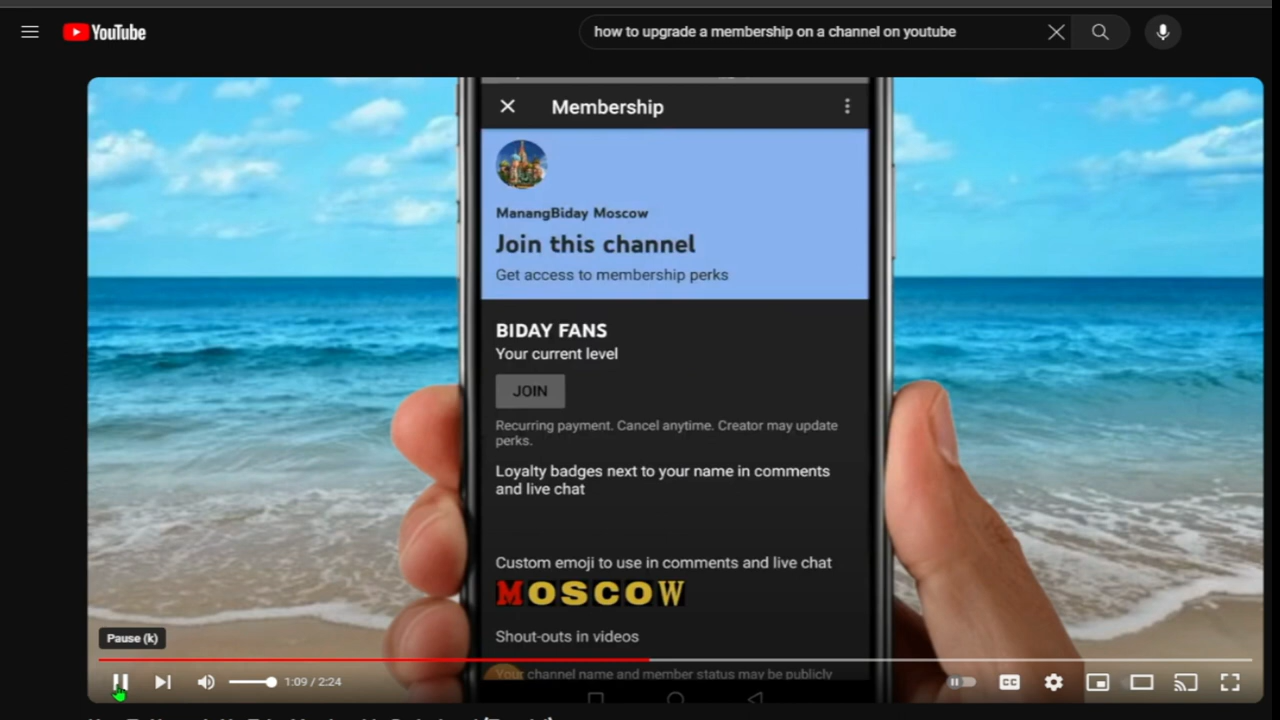 YouTube
how to upgrade a membership on a channel on youtube
Membership
ManangBiday Moscow
Join this channel
Get access to membership perks
BIDAY FANS
Your current level
JOIN
Recurring payment. Cancel anytime. Creator may update
perks.
Loyalty badges next to your name in comments
and live chat
Custom emoji to use in comments and live chat
MOSCOW
Shout-outs in videos
Your channel name and member status may be publicly
Pause (k)
1:09 / 2:24
CC